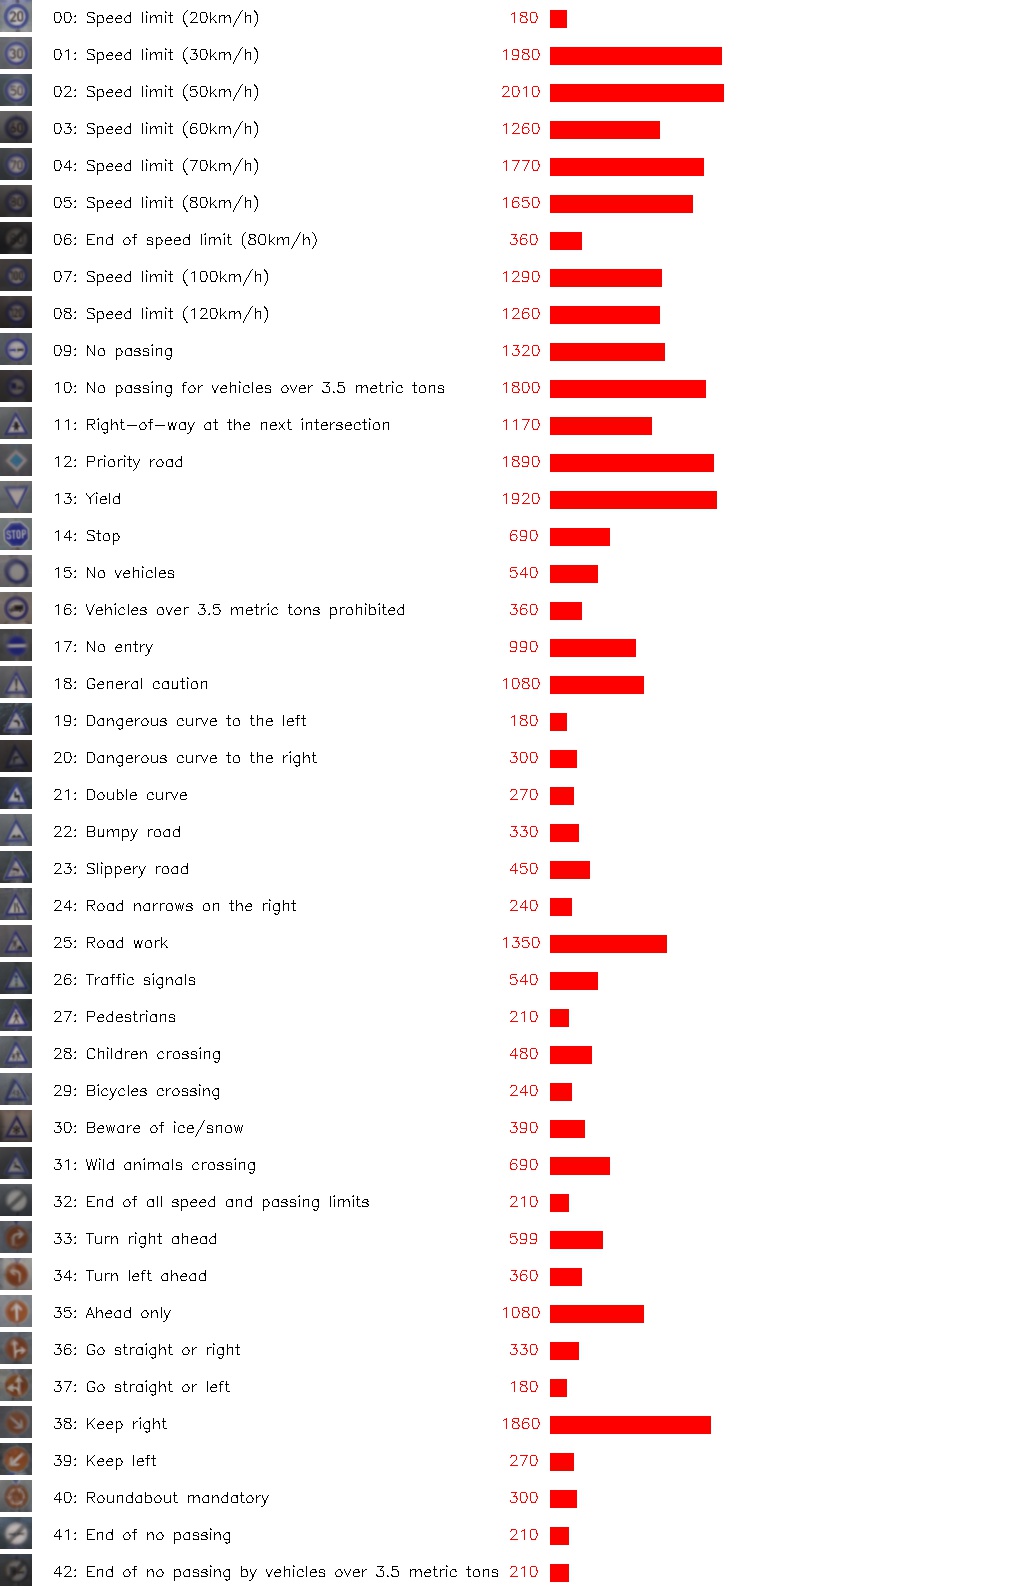 00: Speed limit (20km/h) 180
01: Speed limit (30km/h) 1980
02: Speed limit (50km/h) 2010
03: Speed limit (60km/h) 1260
04: Speed limit (70km/h) 1770
05: Speed limit (80km/h) 1650
06: End of speed limit (80km/h) 360
07: Speed limit (100km/h) 1290
08: Speed limit (120km/h) 1260
09: No passing 1320
10: No passing for vehicles over 3.5 metric tons 1800
11: Right-of-way at the next intersection 1170
12: Priority road 1890
13: Yield 1920
STOP 14: Stop 690
15: No vehicles 540
16: Vehicles over 3.5 metric tons prohibited 360
17: No entry 990
18: General caution 1080
19: Dangerous curve to the left 180
20: Dangerous curve to the right 300
21: Double curve 270
22: Bumpy road 330
23: Slippery road 450
24: Road narrows on the right 240
25: Road work 1350
26: Traffic signals 540
27: Pedestrians 210
28: Children crossing 480
29: Bicycles crossing 240
30: Beware of ice/snow 390
31: Wild animals crossing 690
32: End of all speed and passing limits 210
33: Turn right ahead 599
34: Turn left ahead 360
35: Ahead only 1080
36: Go straight or right 330
37: Go straight or left 180
38: Keep right 1860
39: Keep left 270
40: Roundabout mandatory 300
41: End of no passing 210
42: End of no passing by vehicles over 3.5 metric tons 210